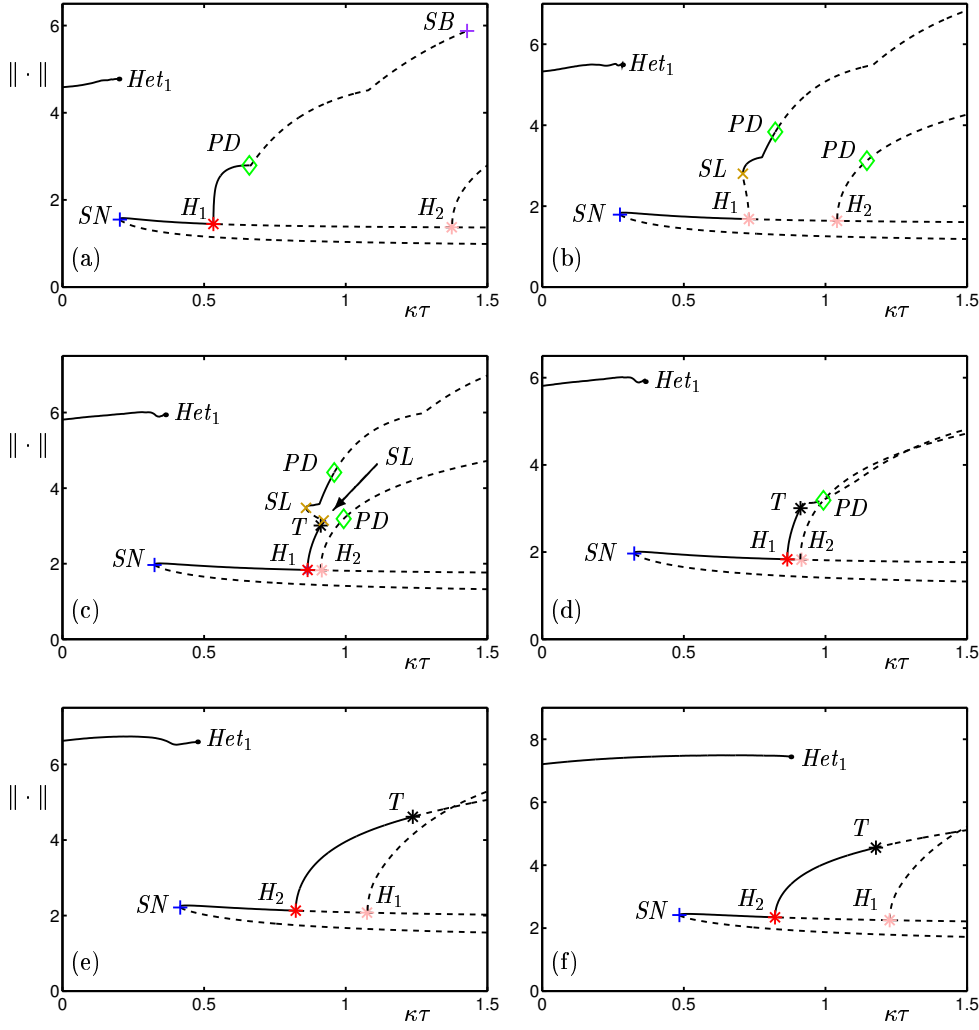 6
4
2
0
‖ · ‖
SB
Het₁
PD
SN
H₁
H₂
(a)
0 0.5 1 1.5
κτ
6
4
2
0
Het₁
PD
SL
PD
SN
H₁
H₂
(b)
0 0.5 1 1.5
κτ
6
4
2
0
‖ · ‖
Het₁
PD
SL
SL
T
PD
SN
H₁
H₂
(c)
0 0.5 1 1.5
κτ
6
4
2
0
Het₁
T
PD
SN
H₁
H₂
(d)
0 0.5 1 1.5
κτ
6
4
2
0
‖ · ‖
Het₁
T
SN
H₂
H₁
(e)
0 0.5 1 1.5
κτ
8
6
4
2
0
Het₁
T
SN
H₂
H₁
(f)
0 0.5 1 1.5
κτ